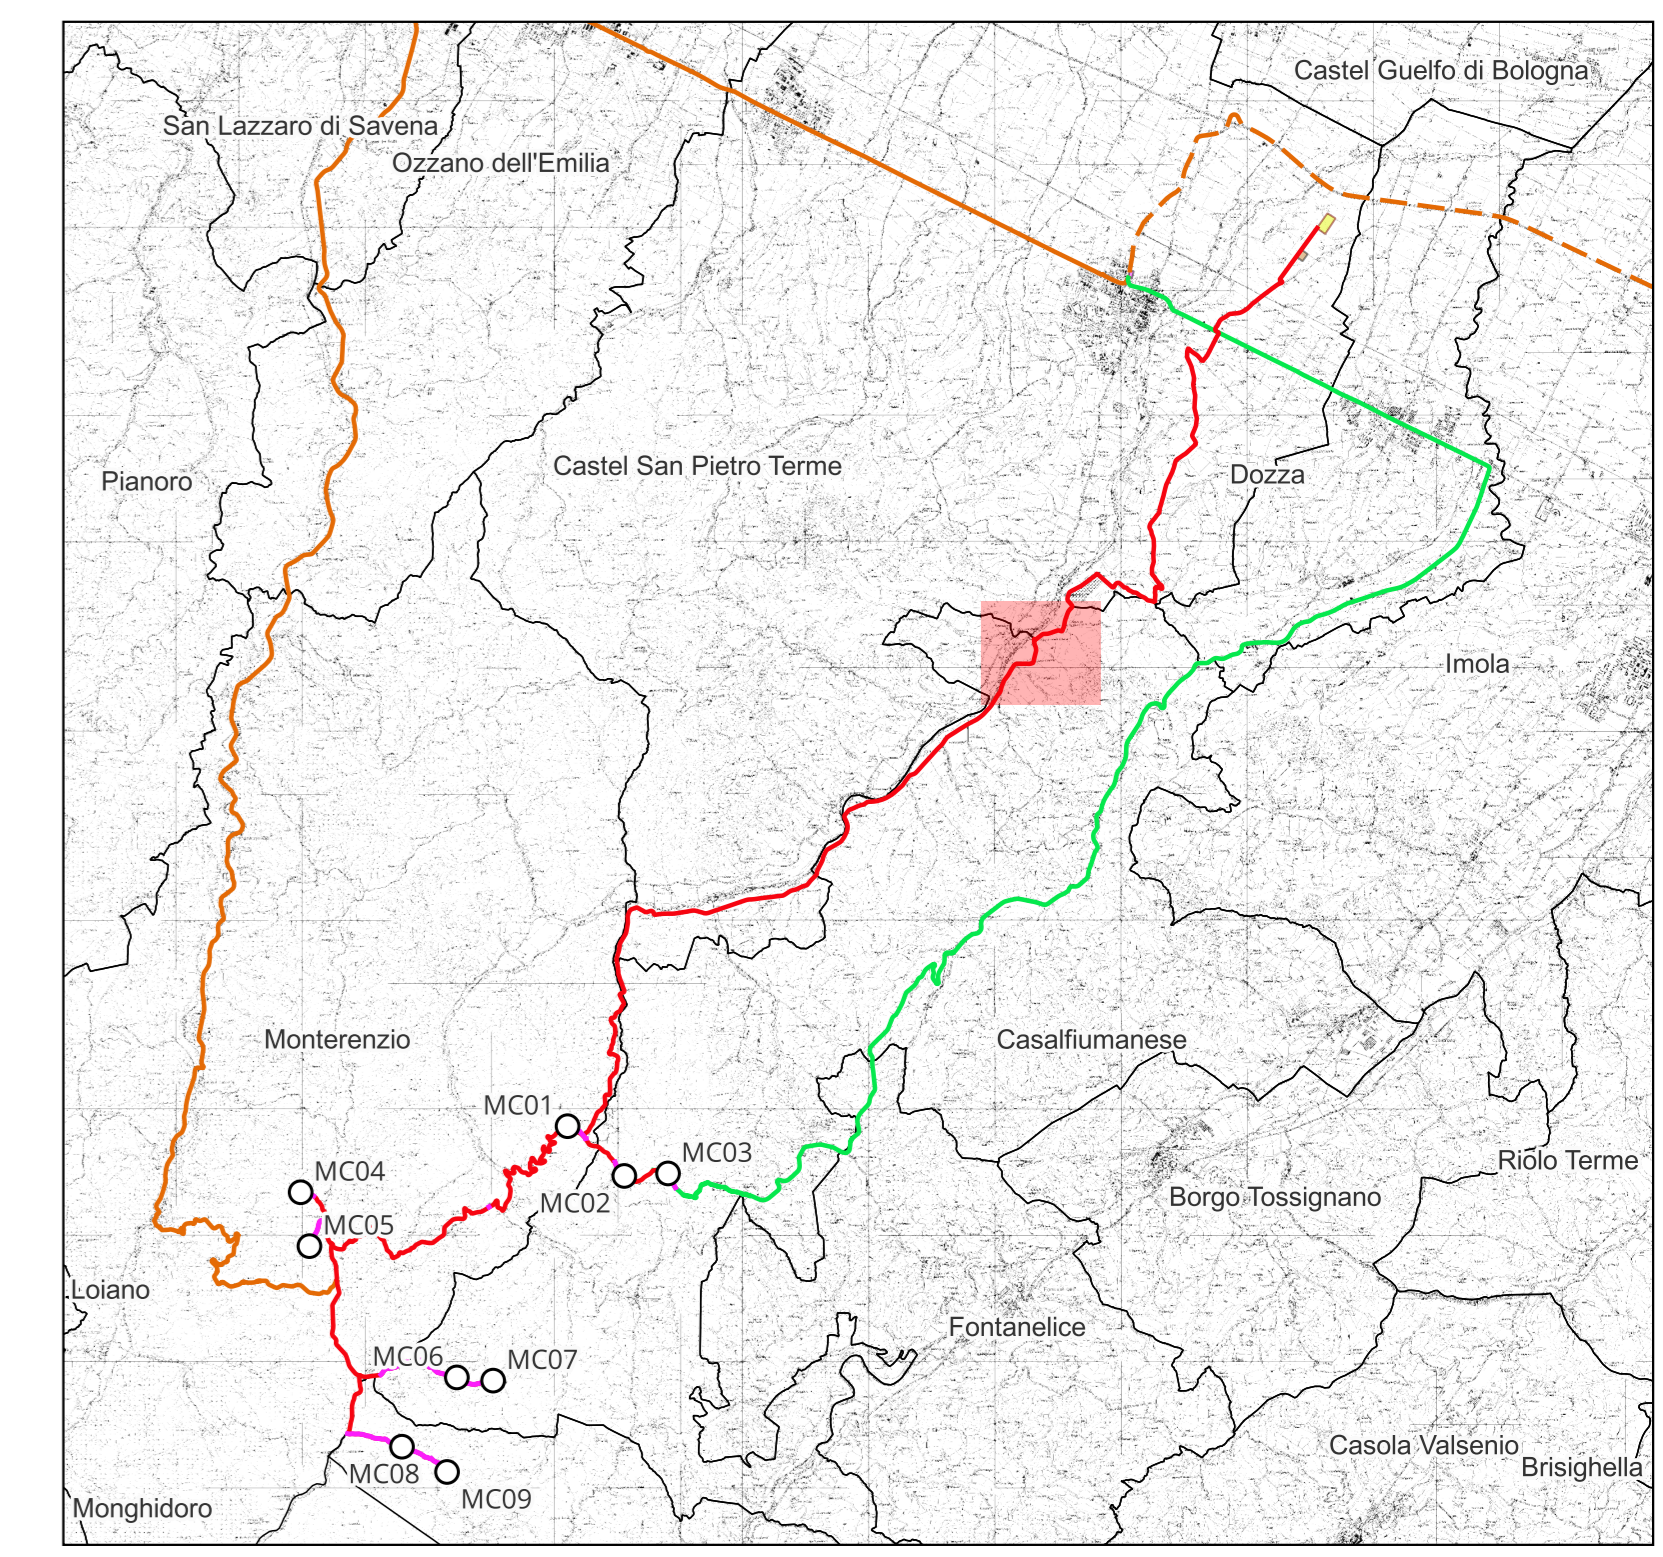 Castel Guelfo di Bologna
San Lazzaro di Savena
Ozzano dell'Emilia
Castel San Pietro Terme
Pianoro
Dozza
Imola
Monterenzio
Casalfiumanese
MC01
MC03
MC04
MC02
MC05
Riolo Terme
Borgo Tossignano
Loiano
Fontanelice
MC06
MC07
Casola Valsenio
Brisighella
MC08
MC09
Monghidoro